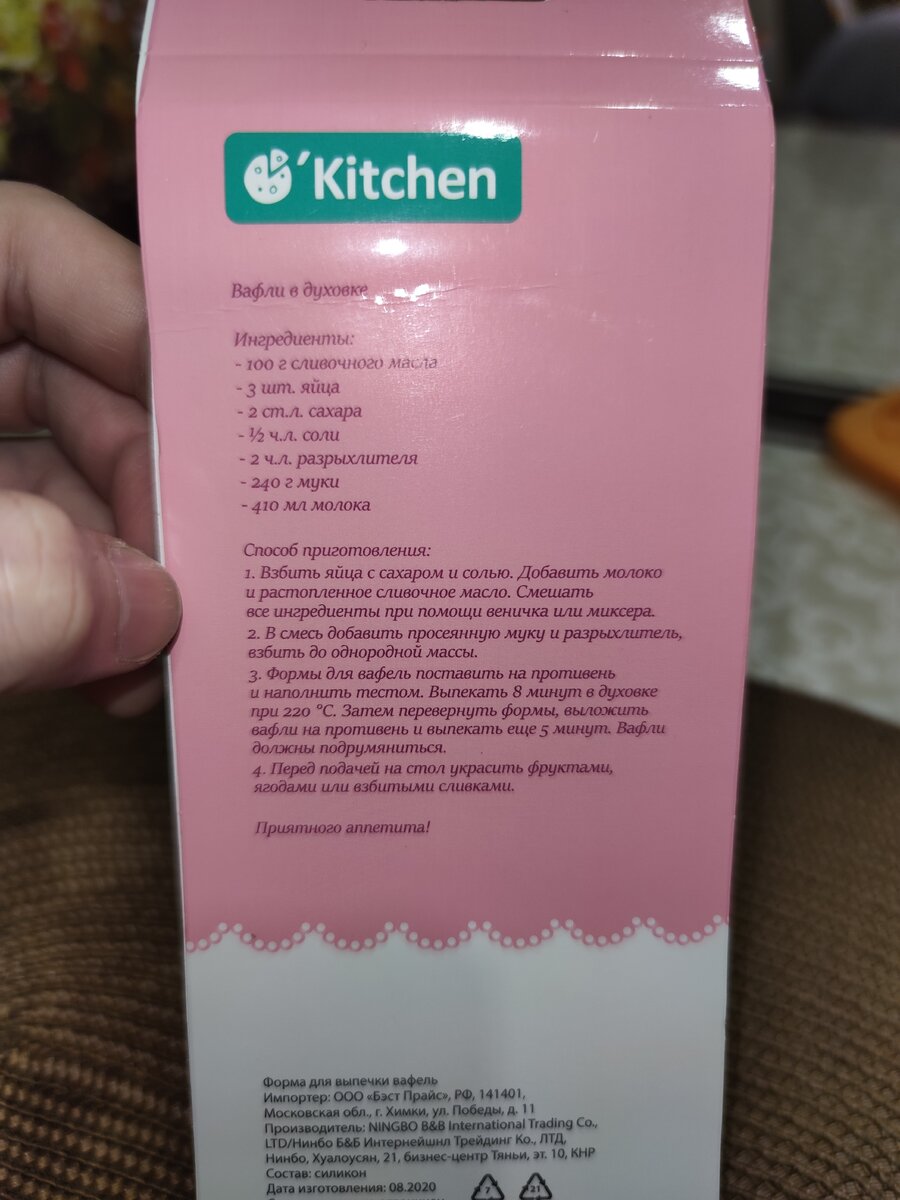 'Kitchen
Вафли в духовке
Ингредиенты:
- 100 г сливочного масла
- 3 шт. яйца
- 2 ст.л. сахара
- ½ ч.л. соли
- 2 ч.л. разрыхлителя
- 240 г муки
- 410 мл молока
Способ приготовления:
1. Взбить яйца с сахаром и солью. Добавить молоко
и растопленное сливочное масло. Смешать
все ингредиенты при помощи веничка или миксера.
2. В смесь добавить просеянную муку и разрыхлитель,
взбить до однородной массы.
3. Формы для вафель поставить на противень
и наполнить тестом. Выпекать 8 минут в духовке
при 220 °C. Затем перевернуть формы, выложить
вафли на противень и выпекать еще 5 минут. Вафли
должны подрумяниться.
4. Перед подачей на стол украсить фруктами,
ягодами или взбитыми сливками.
Приятного аппетита!
Форма для выпечки вафель
Импортер: ООО «Бэст Прайс», РФ, 141401,
Московская обл., г. Химки, ул. Победы, д. 11
Производитель: NINGBO B&B International Trading Co.,
LTD/Нинбо Б&Б Интернейшнл Трейдинг Ко., ЛТД,
Нинбо, Хуалоусян, 21, бизнес-центр Тяньи, эт. 10, КНР
Состав: силикон
Дата изготовления: 08.2020
7 21